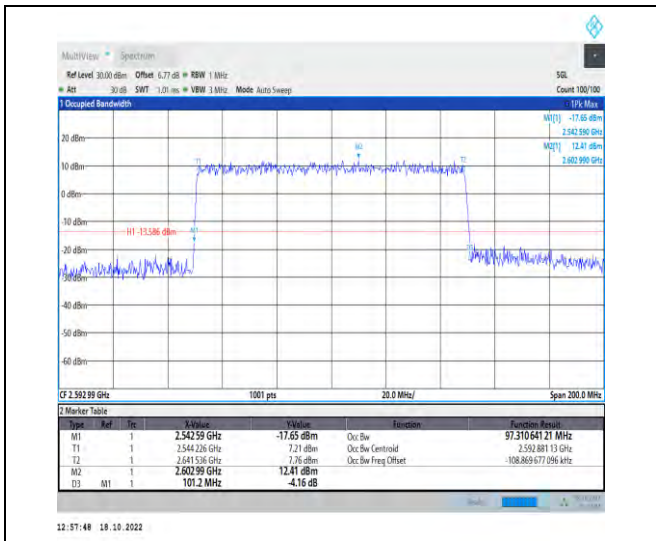 MultiView Spectrum
Ref Level 30.00 dBm Offset 6.77 dB RBW 1 MHz SGL
Att 30 dB SWT 1.01 ms VBW 3 MHz Mode Auto Sweep Count 100/100
1 Occupied Bandwidth 1Pk Max
M1[1] -17.65 dBm
2.542 590 GHz
M2[1] 12.41 dBm
2.602 990 GHz
20 dBm
M2
T1 T2
10 dBm
0 dBm
-10 dBm
H1 -13.586 dBm M1
-20 dBm
-30 dBm
-40 dBm
-50 dBm
-60 dBm
CF 2.592 99 GHz 1001 pts 20.0 MHz/ Span 200.0 MHz
2 Marker Table
Type Ref Trc X-Value Y-Value Function Function Result
M1 1 2.542 59 GHz -17.65 dBm Occ Bw 97.310 641 21 MHz
T1 1 2.544 226 GHz 7.21 dBm Occ Bw Centroid 2.592 881 13 GHz
T2 1 2.641 536 GHz 7.76 dBm Occ Bw Freq Offset -108.869 677 096 kHz
M2 1 2.602 99 GHz 12.41 dBm
D3 M1 1 101.2 MHz -4.16 dB
12:57:48 18.10.2022